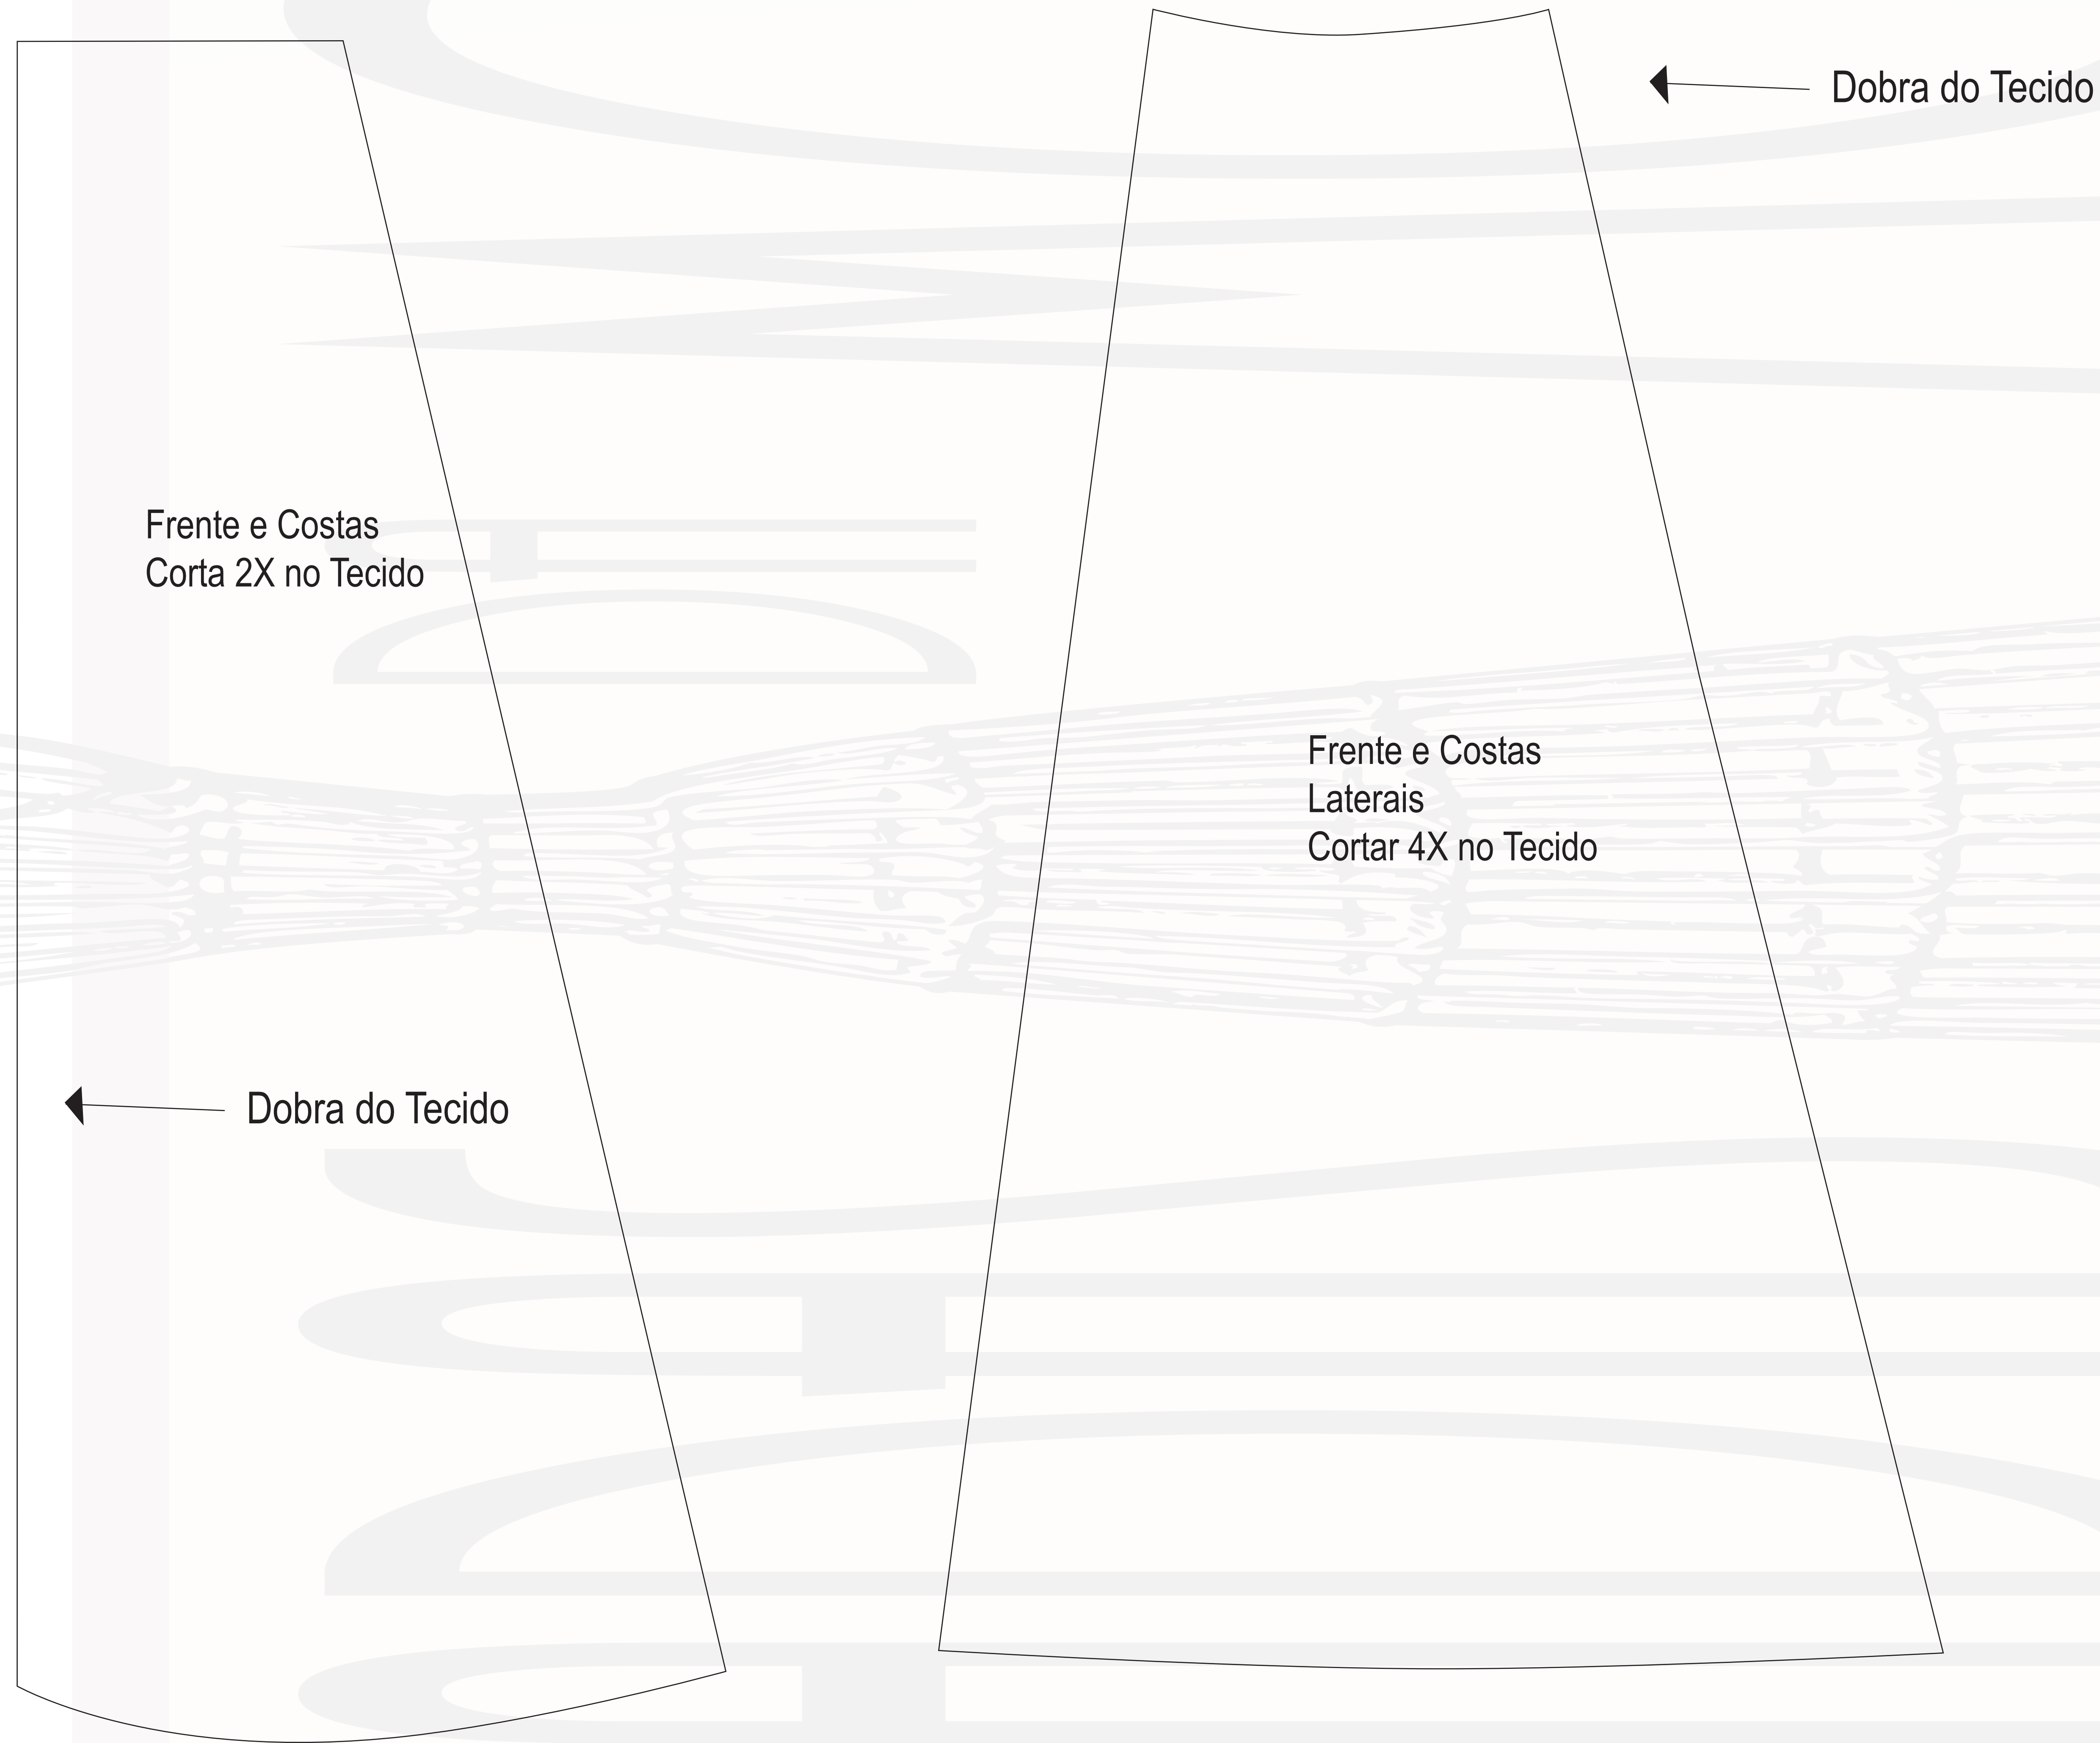 Dobra do Tecido
Frente e Costas
Corta 2X no Tecido
Frente e Costas
Laterais
Cortar 4X no Tecido
Dobra do Tecido